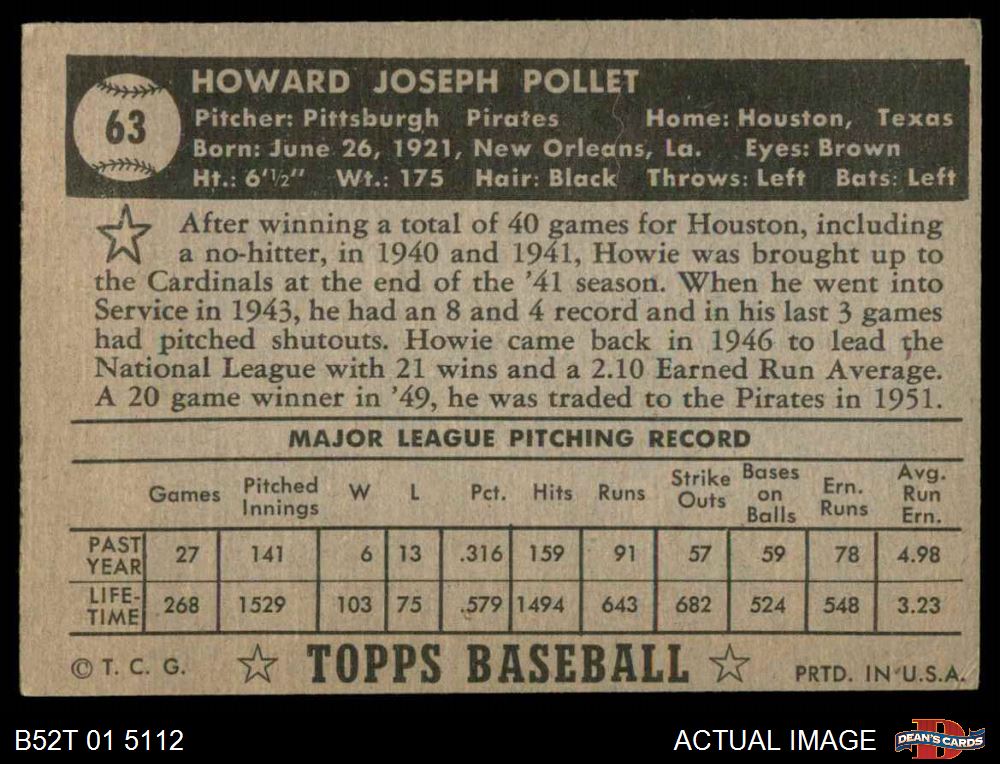 63
HOWARD JOSEPH POLLET
Pitcher: Pittsburgh Pirates Home: Houston, Texas
Born: June 26, 1921, New Orleans, La. Eyes: Brown
Ht.: 6'½" Wt.: 175 Hair: Black Throws: Left Bats: Left
After winning a total of 40 games for Houston, including
a no-hitter, in 1940 and 1941, Howie was brought up to
the Cardinals at the end of the '41 season. When he went into
Service in 1943, he had an 8 and 4 record and in his last 3 games
had pitched shutouts. Howie came back in 1946 to lead the
National League with 21 wins and a 2.10 Earned Run Average.
A 20 game winner in '49, he was traded to the Pirates in 1951.
MAJOR LEAGUE PITCHING RECORD
Games Pitched Innings W L Pct. Hits Runs Strike Outs Bases on Balls Ern. Runs Avg. Run Ern.
PAST YEAR 27 141 6 13 .316 159 91 57 59 78 4.98
LIFE-TIME 268 1529 103 75 .579 1494 643 682 524 548 3.23
© T. C. G. TOPPS BASEBALL PRTD. IN U.S.A.
B52T 01 5112 ACTUAL IMAGE DEAN'S CARDS